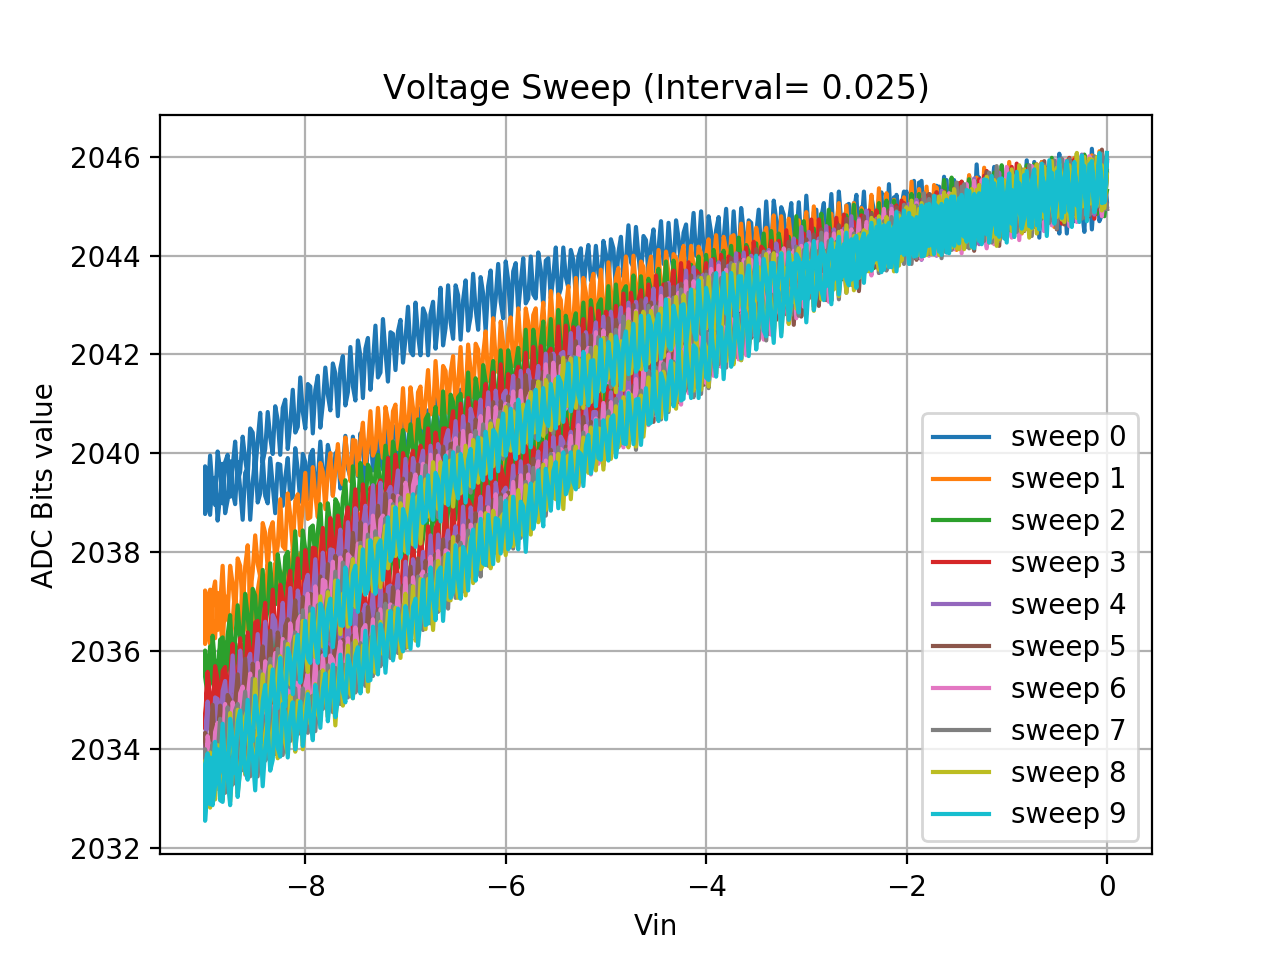 Voltage Sweep (Interval= 0.025)
ADC Bits value
2046
2044
2042
2040
2038
2036
2034
2032
sweep 0
sweep 1
sweep 2
sweep 3
sweep 4
sweep 5
sweep 6
sweep 7
sweep 8
sweep 9
−8 −6 −4 −2 0
Vin